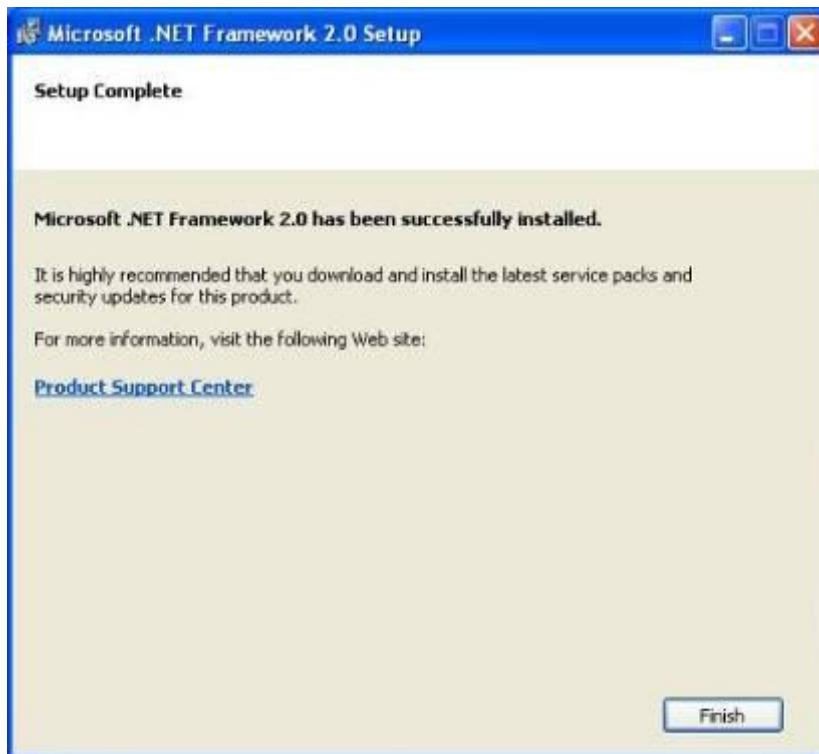 Microsoft .NET Framework 2.0 Setup
Setup Complete
Microsoft .NET Framework 2.0 has been successfully installed.
It is highly recommended that you download and install the latest service packs and
security updates for this product.
For more information, visit the following Web site:
Product Support Center
Finish